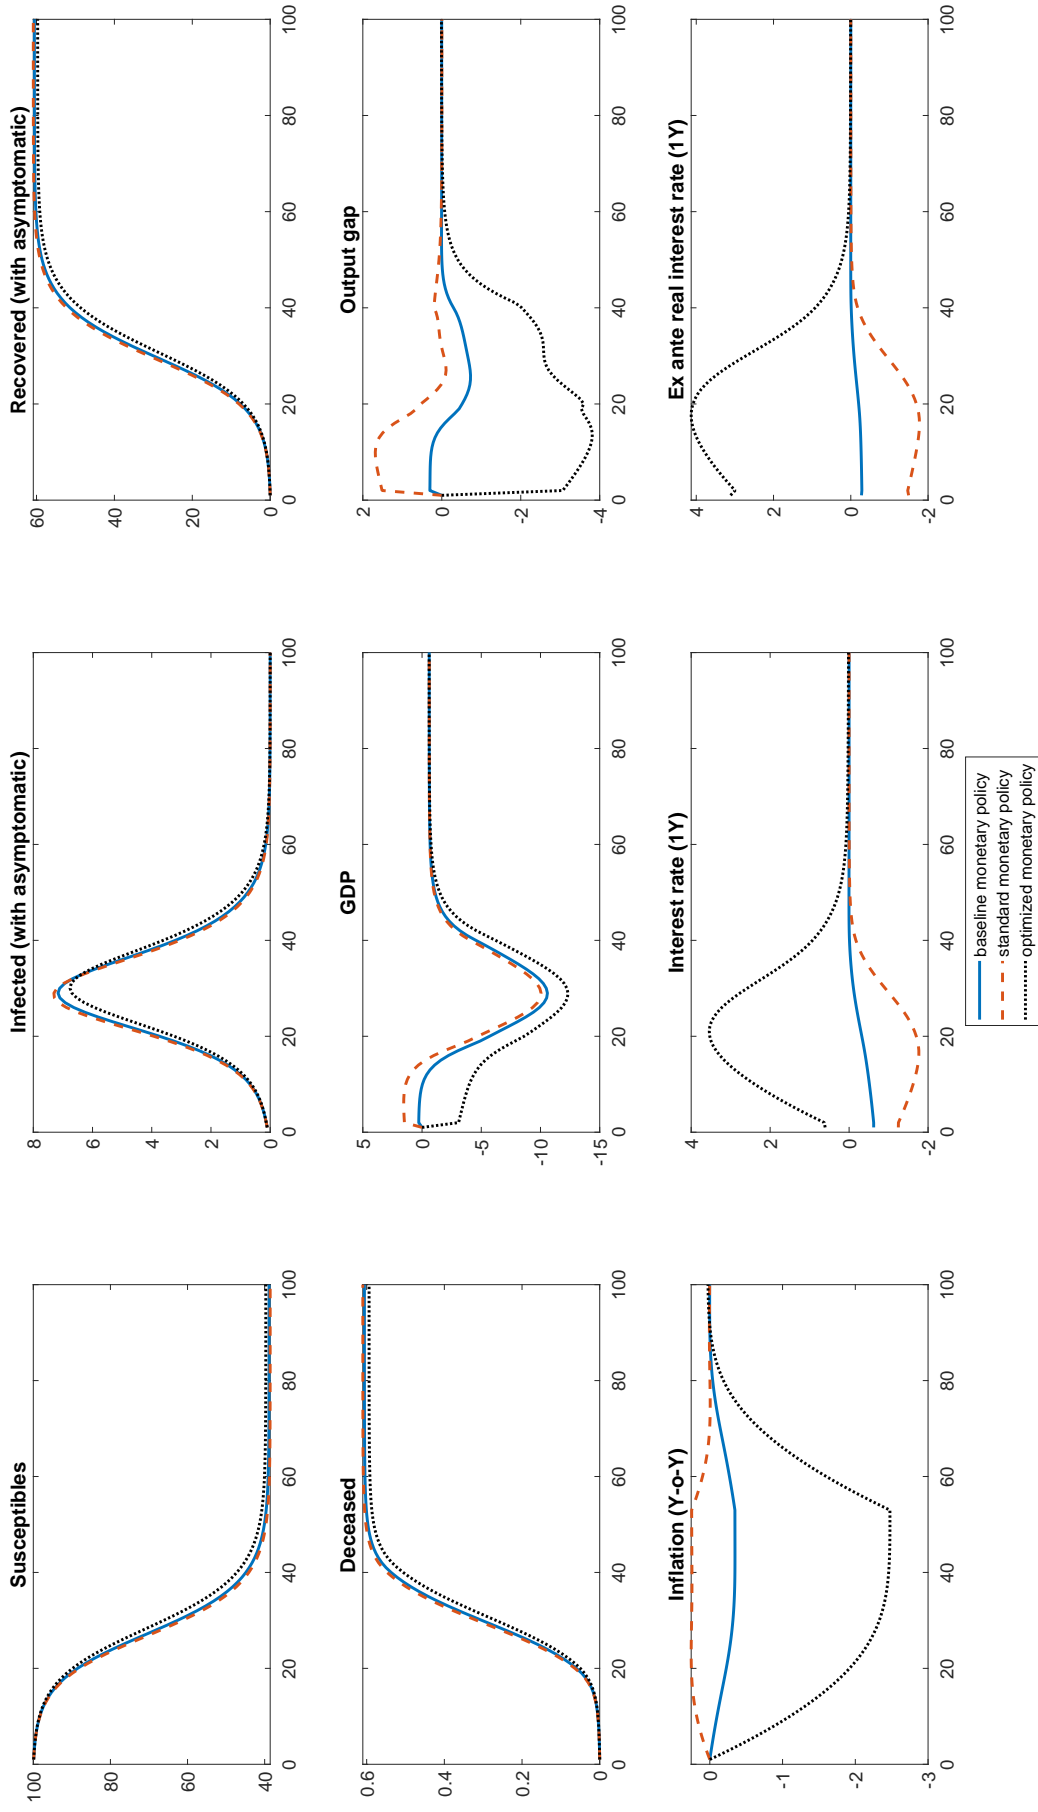 Susceptibles
100
80
60
40
0 20 40 60 80 100
Infected (with asymptomatic)
8
6
4
2
0
0 20 40 60 80 100
Recovered (with asymptomatic)
60
40
20
0
0 20 40 60 80 100
Deceased
0.6
0.4
0.2
0
0 20 40 60 80 100
GDP
5
0
-5
-10
-15
0 20 40 60 80 100
Output gap
2
0
-2
-4
0 20 40 60 80 100
Inflation (Y-o-Y)
0
-1
-2
-3
0 20 40 60 80 100
Interest rate (1Y)
4
2
0
-2
0 20 40 60 80 100
Ex ante real interest rate (1Y)
4
2
0
-2
0 20 40 60 80 100
baseline monetary policy
standard monetary policy
optimized monetary policy